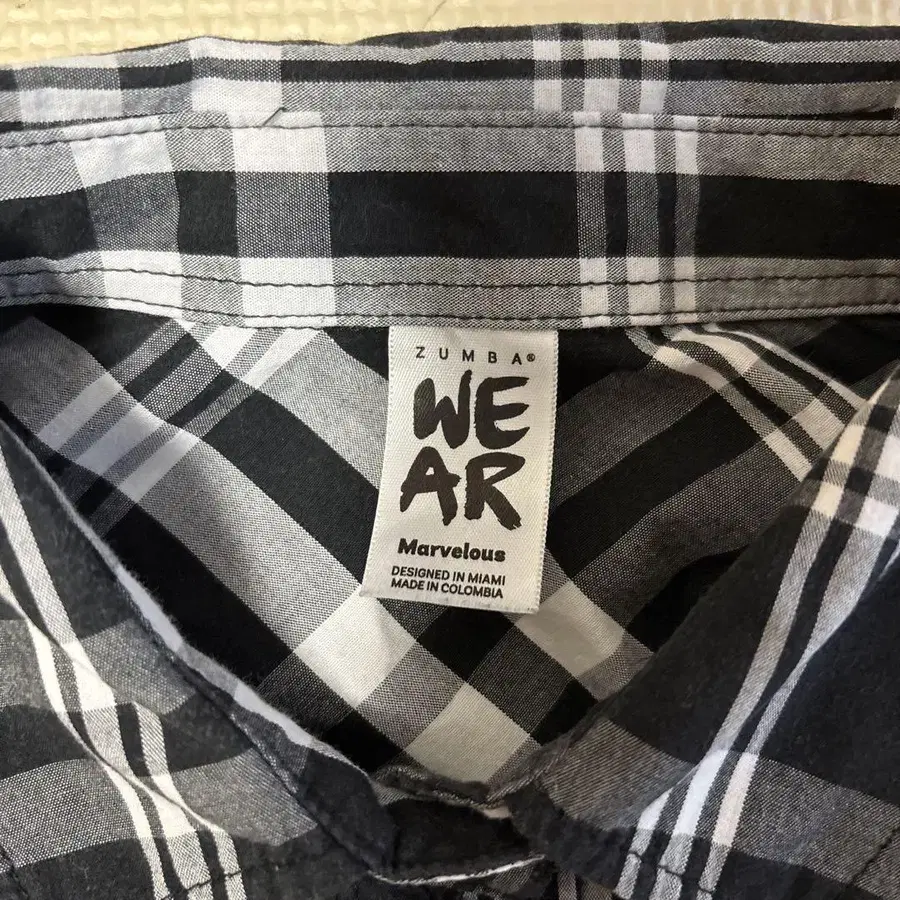 ZUMBA®
WE
AR
Marvelous
DESIGNED IN MIAMI
MADE IN COLOMBIA